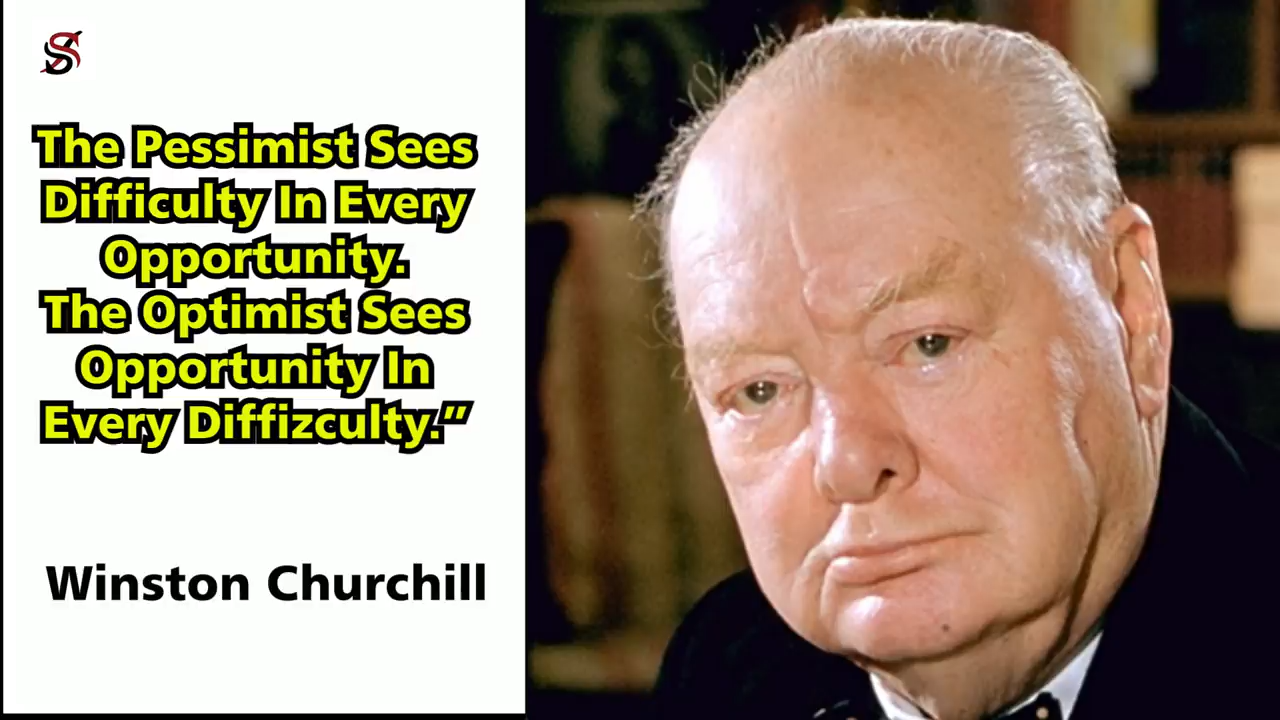 The Pessimist Sees
Difficulty In Every
Opportunity.
The Optimist Sees
Opportunity In
Every Diffizculty.”
Winston Churchill